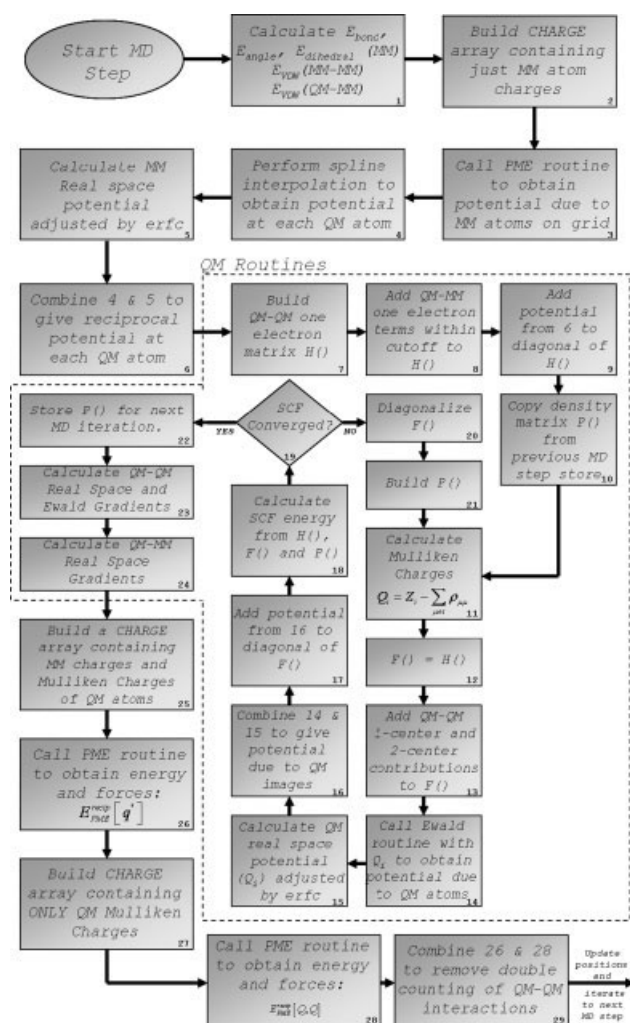 Start MD
Step
Calculate E_bond,
E_angle, E_dihedral (MM)
E_VDW (MM-MM)
E_VDW (QM-MM)
1
Build CHARGE
array containing
just MM atom
charges
2
Call PME routine
to obtain
potential due to
MM atoms on grid
3
Perform spline
interpolation to
obtain potential
at each QM atom
4
Calculate MM
Real space
potential
adjusted by erfc
5
Combine 4 & 5 to
give reciprocal
potential at
each QM atom
6
QM Routines
Build
QM-QM one
electron
matrix H()
7
Add QM-MM
one electron
terms within
cutoff to
H()
8
Add
potential
from 6 to
diagonal of
H()
9
Copy density
matrix P()
from
previous MD
step store
10
Calculate
Mulliken
Charges
Q_i = Z_i - ∑_{μ∈i} ρ_{μμ}
11
F() = H()
12
Add QM-QM
1-center and
2-center
contributions
to F()
13
Call Ewald
routine with
Q_i to obtain
potential due
to QM atoms
14
Calculate QM
real space
potential
(Q_i) adjusted
by erfc
15
Combine 14 &
15 to give
potential
due to QM
images
16
Add potential
from 16 to
diagonal of
F()
17
Calculate
SCF energy
from H(),
F() and P()
18
SCF
Converged?
19
YES
NO
Diagonalize
F()
20
Build P()
21
Store P() for next
MD iteration.
22
Calculate QM-QM
Real Space and
Ewald Gradients
23
Calculate QM-MM
Real Space
Gradients
24
Build a CHARGE
array containing
MM charges and
Mulliken Charges
of QM atoms
25
Call PME routine
to obtain energy
and forces:
E^{recip}_{PME}[q']
26
Build CHARGE
array containing
ONLY QM Mulliken
Charges
27
Call PME routine
to obtain energy
and forces:
E^{recip}_{PME}[Q,Q]
28
Combine 26 & 28
to remove double
counting of QM-QM
interactions
29
Update
positions
and
iterate to
next MD
step